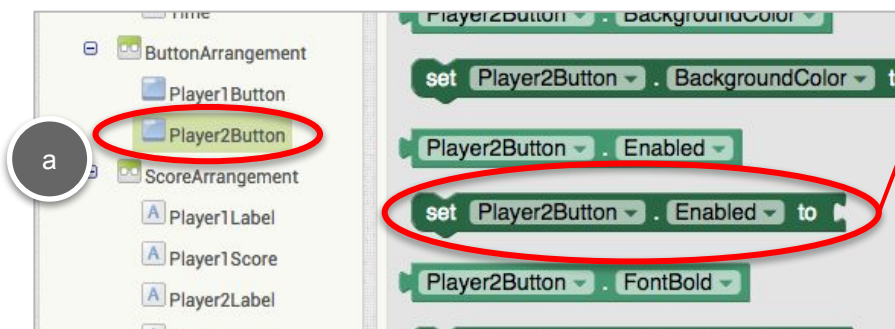 Time
ButtonArrangement
Player1Button
Player2Button
a
ScoreArrangement
Player1Label
Player1Score
Player2Label
Player2Button . BackgroundColor
set Player2Button . BackgroundColor t
Player2Button . Enabled
set Player2Button . Enabled to
Player2Button . FontBold